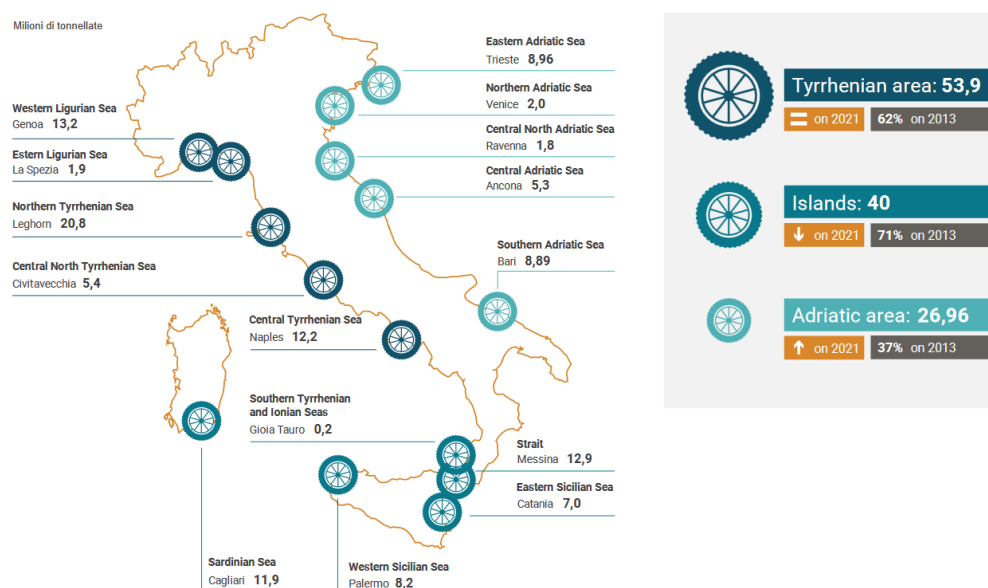 Milioni di tonnellate
Eastern Adriatic Sea
Trieste 8,96
Northern Adriatic Sea
Venice 2,0
Western Ligurian Sea
Genoa 13,2
Central North Adriatic Sea
Ravenna 1,8
Estern Ligurian Sea
La Spezia 1,9
Central Adriatic Sea
Ancona 5,3
Northern Tyrrhenian Sea
Leghorn 20,8
Southern Adriatic Sea
Bari 8,89
Central North Tyrrhenian Sea
Civitavecchia 5,4
Central Tyrrhenian Sea
Naples 12,2
Southern Tyrrhenian
and Ionian Seas
Gioia Tauro 0,2
Strait
Messina 12,9
Eastern Sicilian Sea
Catania 7,0
Sardinian Sea
Cagliari 11,9
Western Sicilian Sea
Palermo 8,2
Tyrrhenian area: 53,9
= on 2021 62% on 2013
Islands: 40
↓ on 2021 71% on 2013
Adriatic area: 26,96
↑ on 2021 37% on 2013